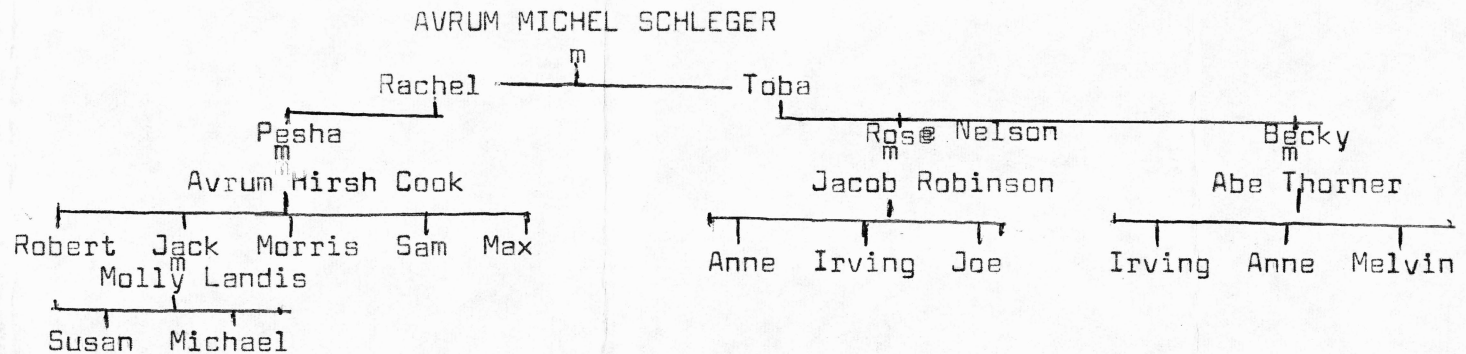 AVRUM MICHEL SCHLEGER
m
Rachel Toba
Pesha Rose Nelson Becky
m m m
Avrum Hirsh Cook Jacob Robinson Abe Thorner
Robert Jack Morris Sam Max Anne Irving Joe Irving Anne Melvin
m
Molly Landis
Susan Michael